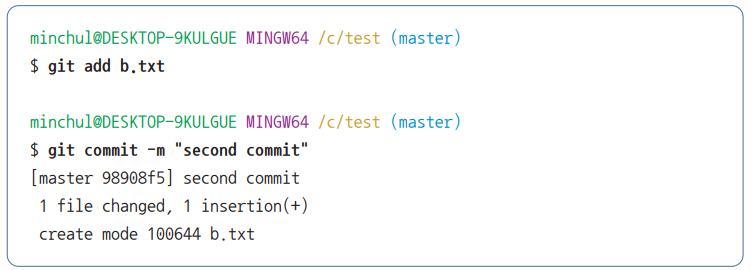 minchul@DESKTOP-9KULGUE MINGW64 /c/test (master)
$ git add b.txt
minchul@DESKTOP-9KULGUE MINGW64 /c/test (master)
$ git commit -m "second commit"
[master 98908f5] second commit
1 file changed, 1 insertion(+)
create mode 100644 b.txt